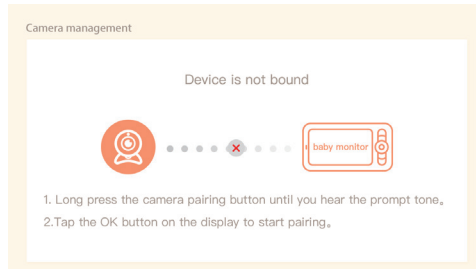 Camera management
Device is not bound
baby monitor
1. Long press the camera pairing button until you hear the prompt tone。
2.Tap the OK button on the display to start pairing。